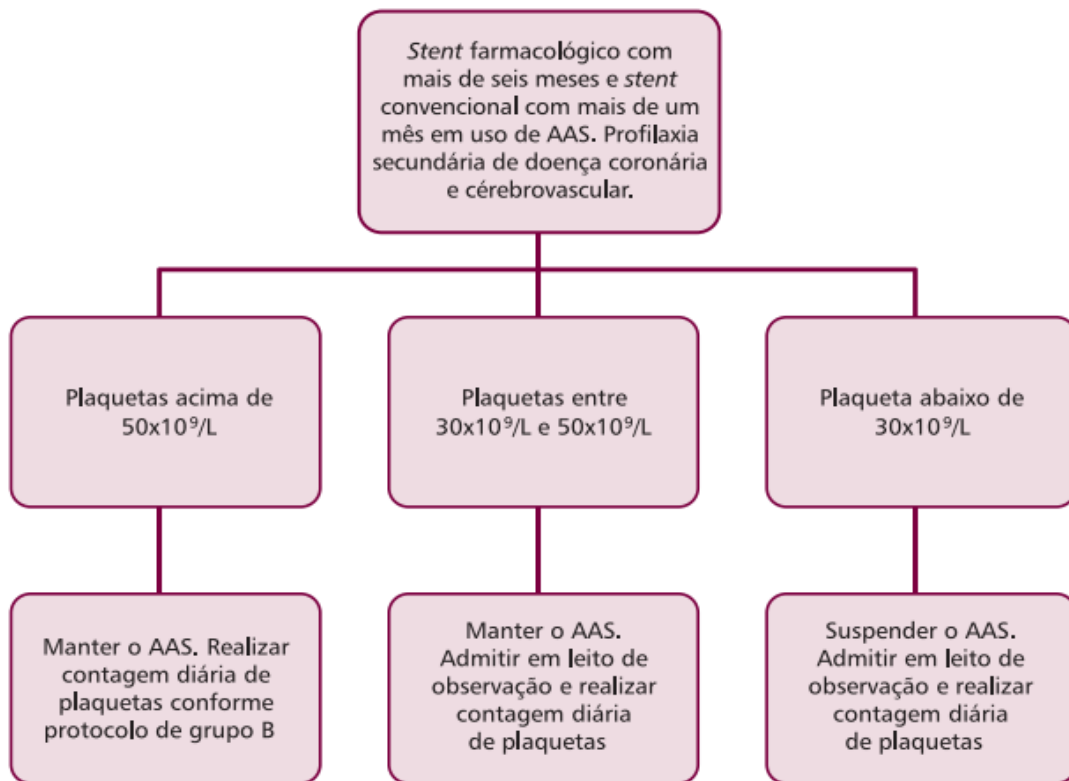 Stent farmacológico com
mais de seis meses e stent
convencional com mais de um
mês em uso de AAS. Profilaxia
secundária de doença coronária
e cérebrovascular.
Plaquetas acima de
50x10⁹/L
Plaquetas entre
30x10⁹/L e 50x10⁹/L
Plaqueta abaixo de
30x10⁹/L
Manter o AAS. Realizar
contagem diária de
plaquetas conforme
protocolo de grupo B
Manter o AAS.
Admitir em leito de
observação e realizar
contagem diária
de plaquetas
Suspender o AAS.
Admitir em leito de
observação e realizar
contagem diária
de plaquetas